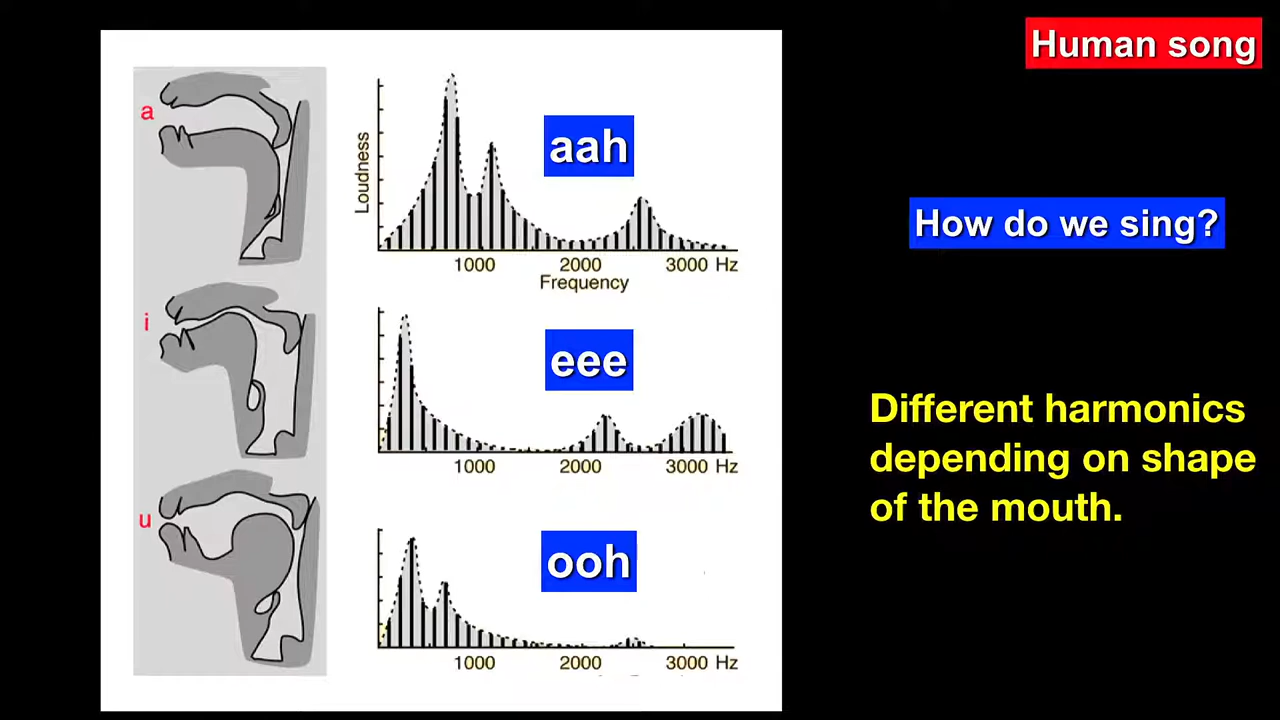 Human song
a
Loudness
aah
1000
2000
3000 Hz
Frequency
How do we sing?
i
eee
1000
2000
3000 Hz
Different harmonics
depending on shape
of the mouth.
u
ooh
1000
2000
3000 Hz